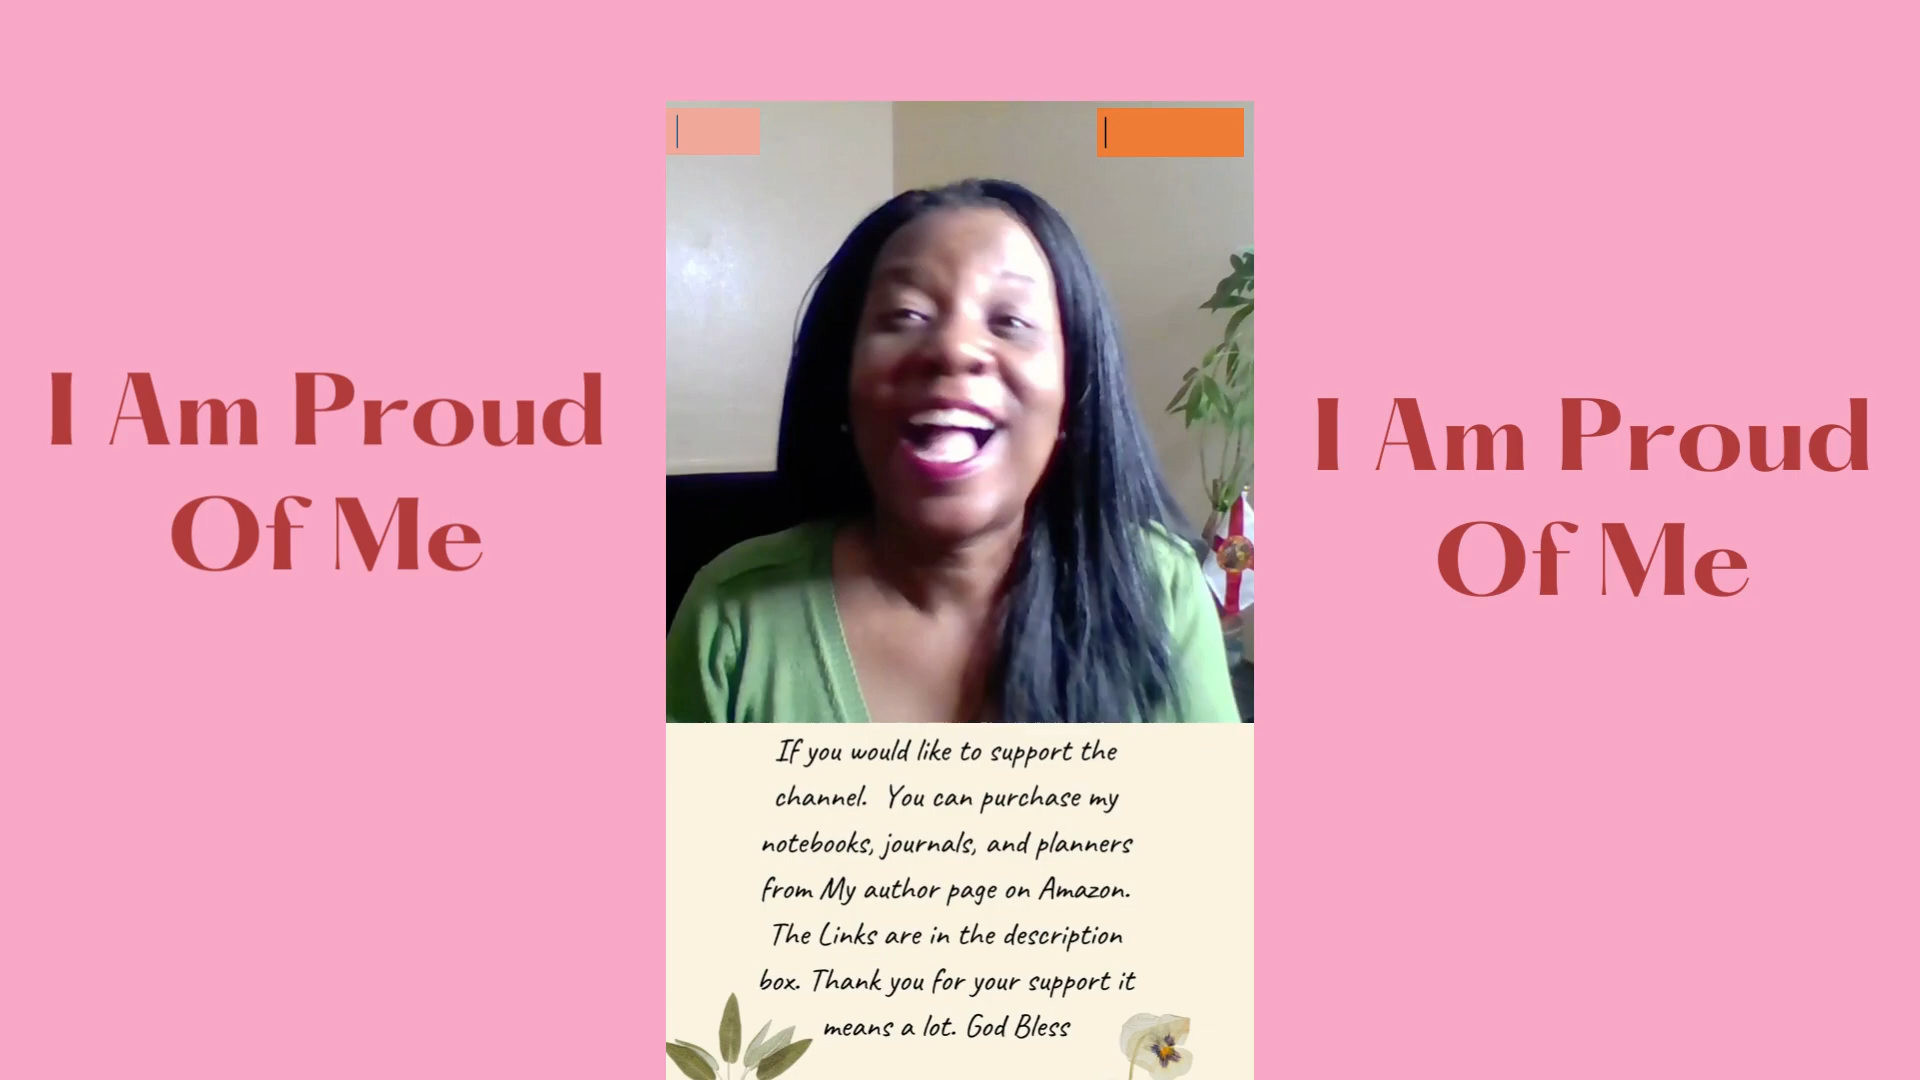 I Am Proud
Of Me
If you would like to support the
channel.  You can purchase my
notebooks, journals, and planners
from My author page on Amazon.
The Links are in the description
box. Thank you for your support it
means a lot. God Bless
I Am Proud
Of Me